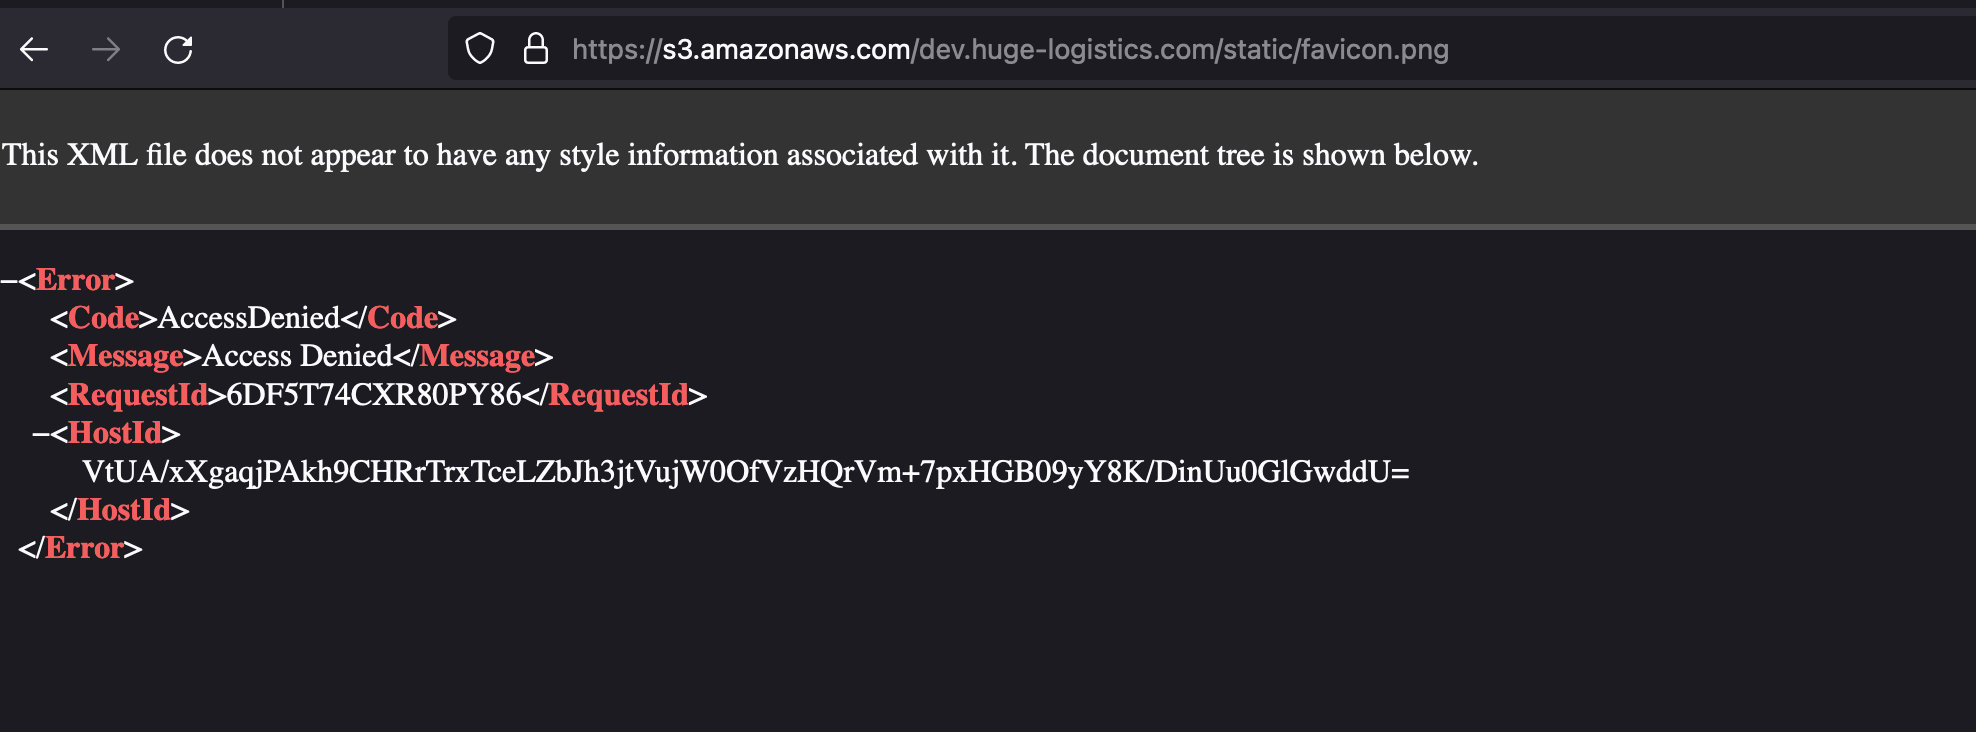 https://s3.amazonaws.com/dev.huge-logistics.com/static/favicon.png
This XML file does not appear to have any style information associated with it. The document tree is shown below.
–<Error>
<Code>AccessDenied</Code>
<Message>Access Denied</Message>
<RequestId>6DF5T74CXR80PY86</RequestId>
–<HostId>
VtUA/xXgaqjPAkh9CHRrTrxTceLZbJh3jtVujW0OfVzHQrVm+7pxHGB09yY8K/DinUu0GlGwddU=
</HostId>
</Error>